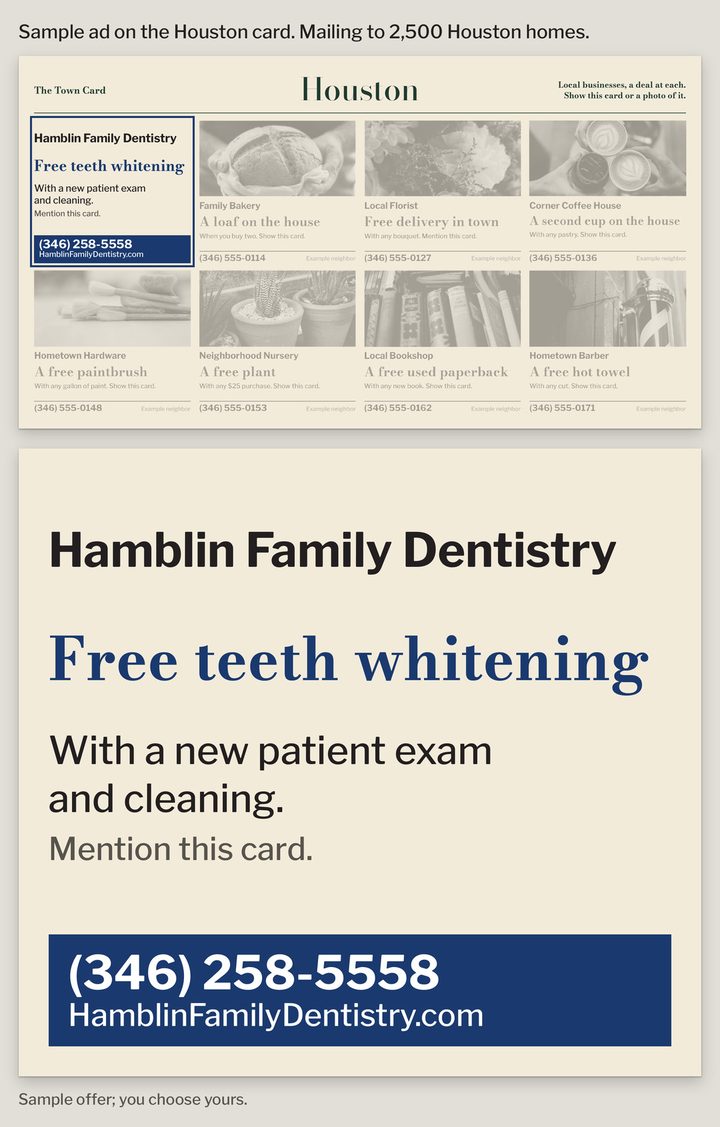 Sample ad on the Houston card. Mailing to 2,500 Houston homes.
The Town Card
Houston
Local businesses, a deal at each.
Show this card or a photo of it.
Hamblin Family Dentistry
Free teeth whitening
With a new patient exam
and cleaning.
Mention this card.
(346) 258-5558
HamblinFamilyDentistry.com
Family Bakery
A loaf on the house
When you buy two. Show this card.
(346) 555-0114
Example neighbor
Local Florist
Free delivery in town
With any bouquet. Mention this card.
(346) 555-0127
Example neighbor
Corner Coffee House
A second cup on the house
With any pastry. Show this card.
(346) 555-0136
Example neighbor
Hometown Hardware
A free paintbrush
With any gallon of paint. Show this card.
(346) 555-0148
Example neighbor
Neighborhood Nursery
A free plant
With any $25 purchase. Show this card.
(346) 555-0153
Example neighbor
Local Bookshop
A free used paperback
With any new book. Show this card.
(346) 555-0162
Example neighbor
Hometown Barber
A free hot towel
With any cut. Show this card.
(346) 555-0171
Example neighbor
Hamblin Family Dentistry
Free teeth whitening
With a new patient exam
and cleaning.
Mention this card.
(346) 258-5558
HamblinFamilyDentistry.com
Sample offer; you choose yours.